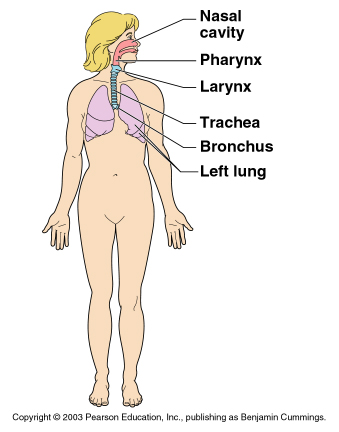 Nasal
cavity
Pharynx
Larynx
Trachea
Bronchus
Left lung
Copyright © 2003 Pearson Education, Inc., publishing as Benjamin Cummings.